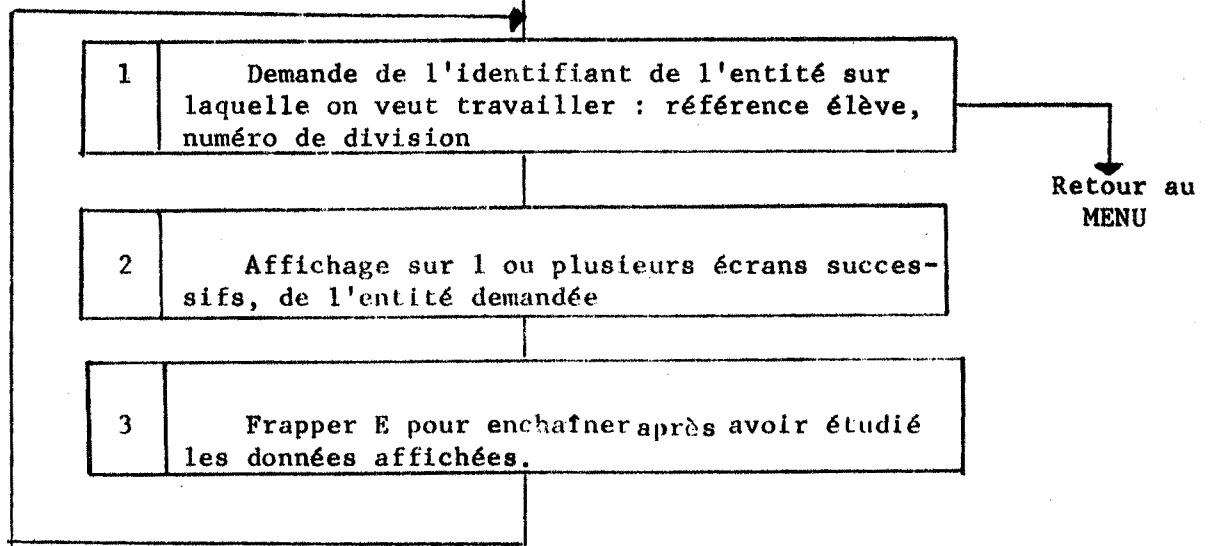 1 Demande de l'identifiant de l'entité sur
laquelle on veut travailler : référence élève,
numéro de division
Retour au
MENU
2 Affichage sur 1 ou plusieurs écrans succes-
sifs, de l'entité demandée
3 Frapper E pour enchaîner après avoir étudié
les données affichées.